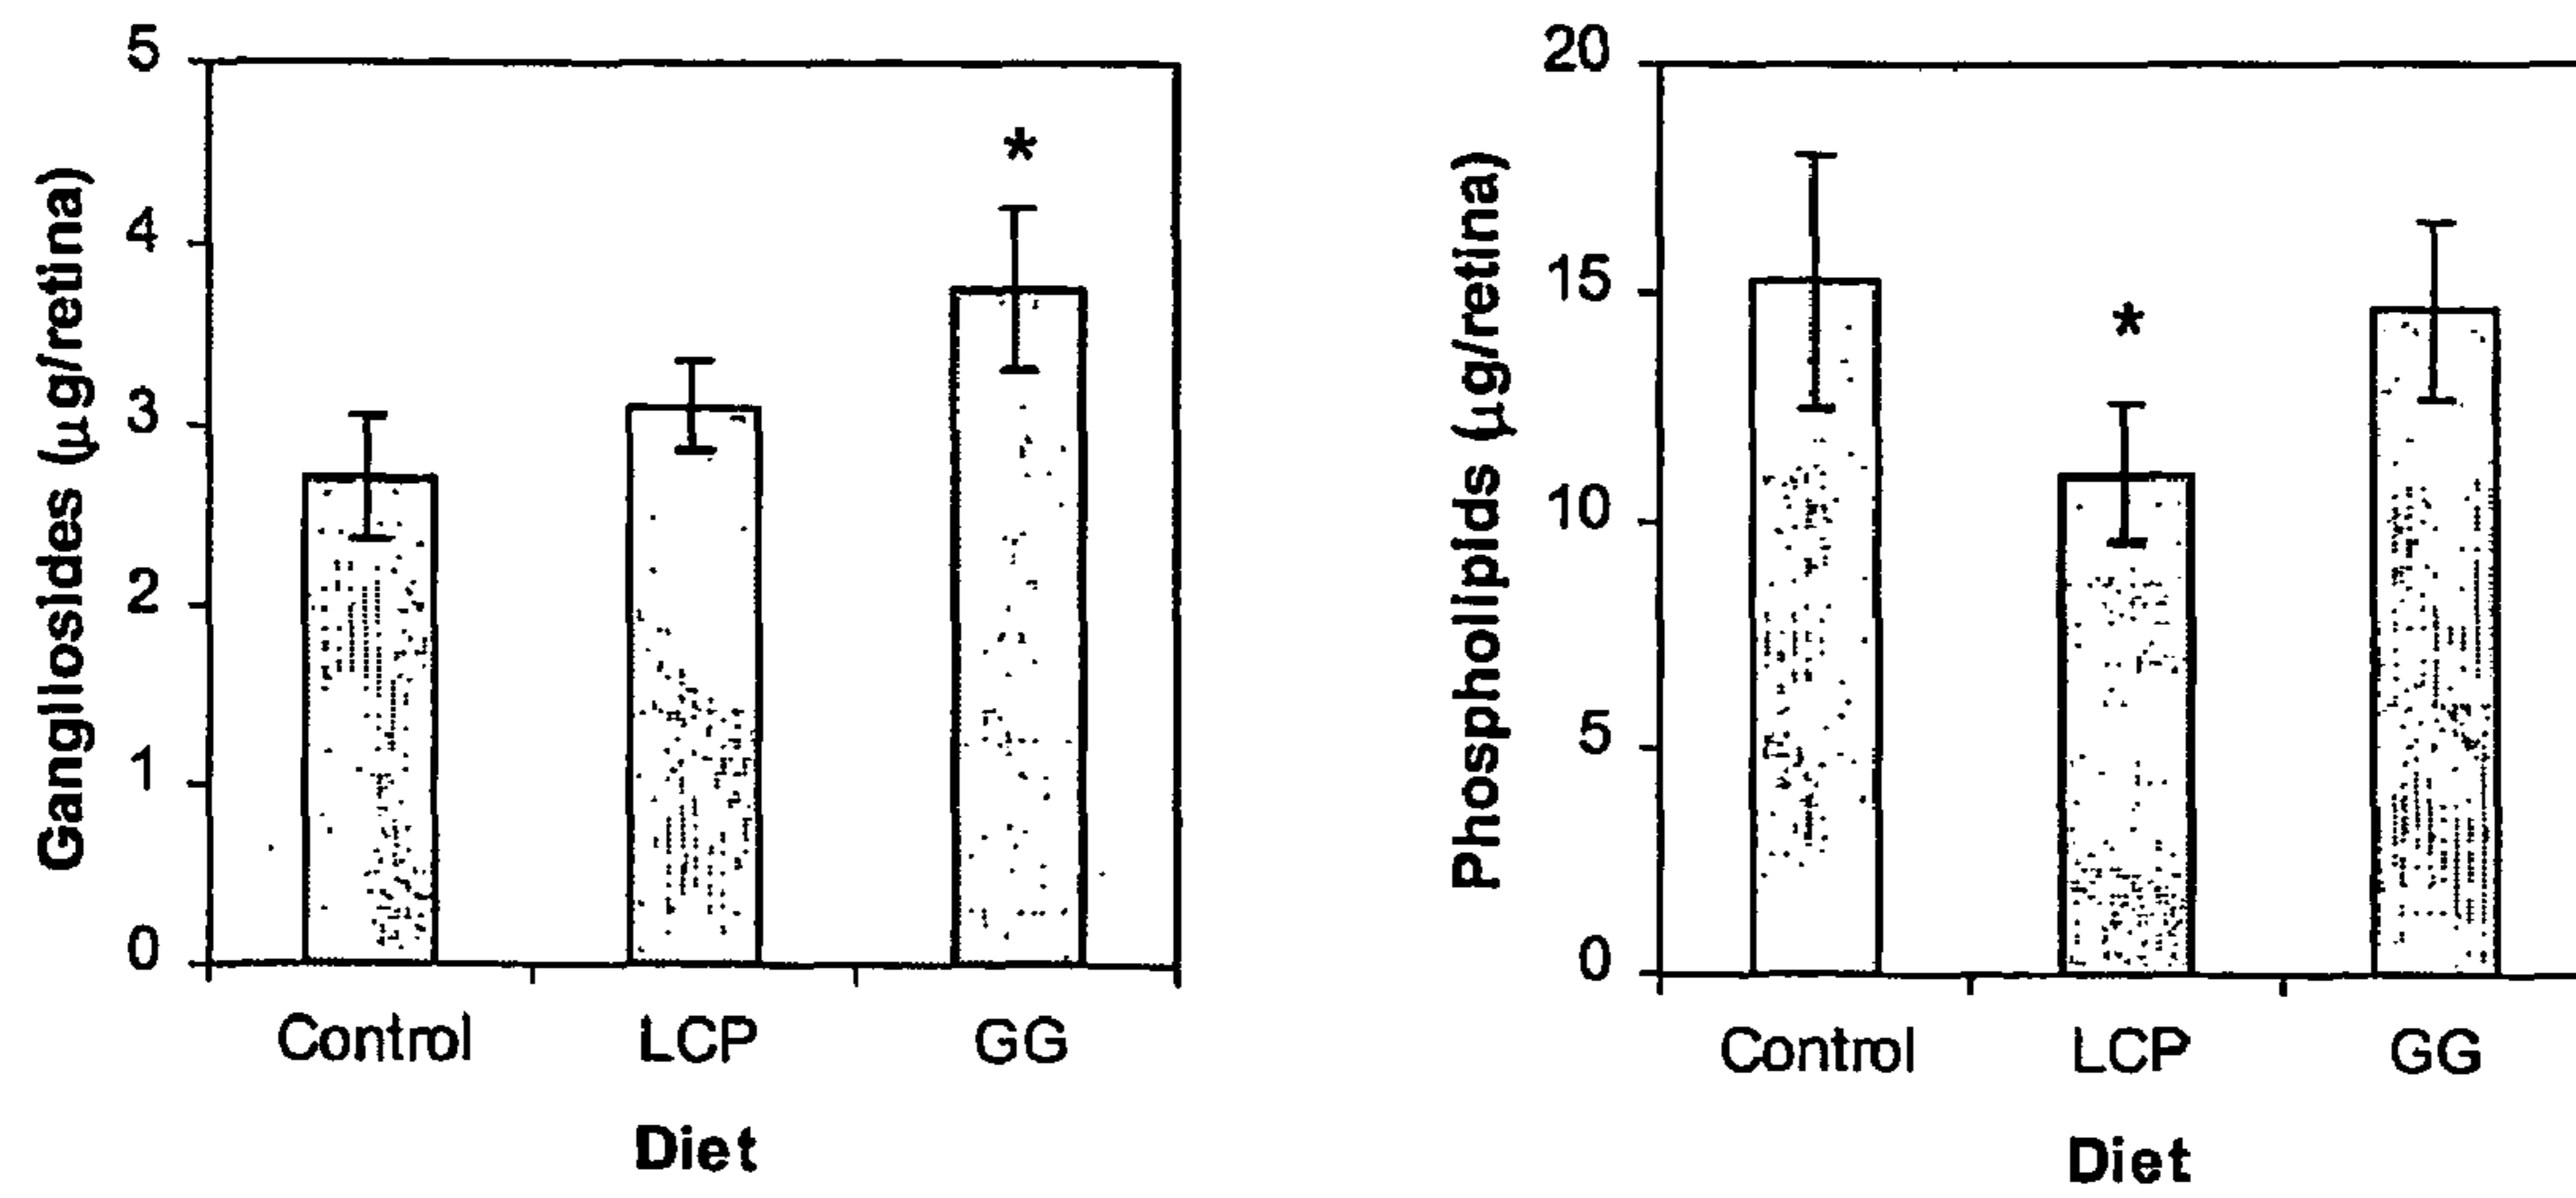 Gangliosides (μg/retina)
5
4
3
2
1
0
*
Control LCP GG
Diet
Phospholipids (μg/retina)
20
15
10
5
0
*
Control LCP GG
Diet